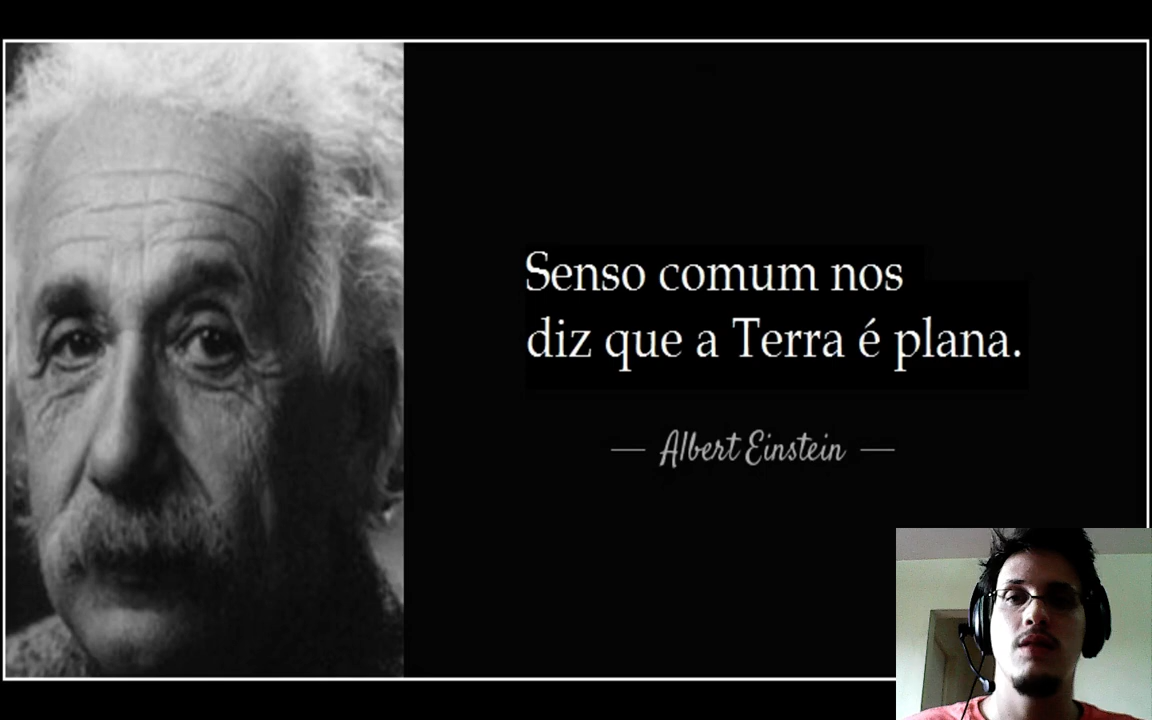 Senso comum nos
diz que a Terra é plana.
— Albert Einstein —